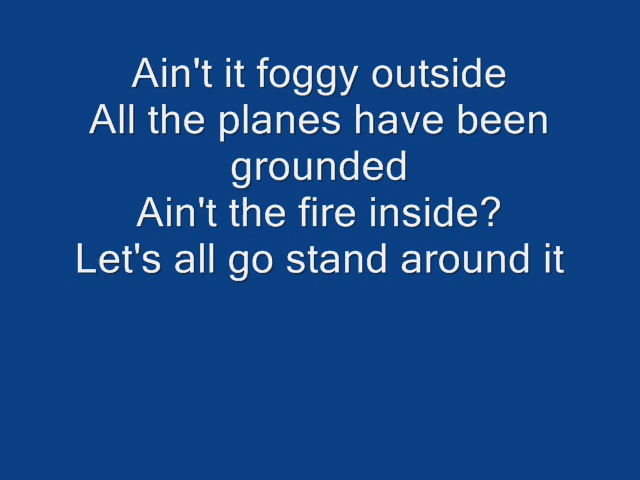 Ain't it foggy outside
All the planes have been
grounded
Ain't the fire inside?
Let's all go stand around it